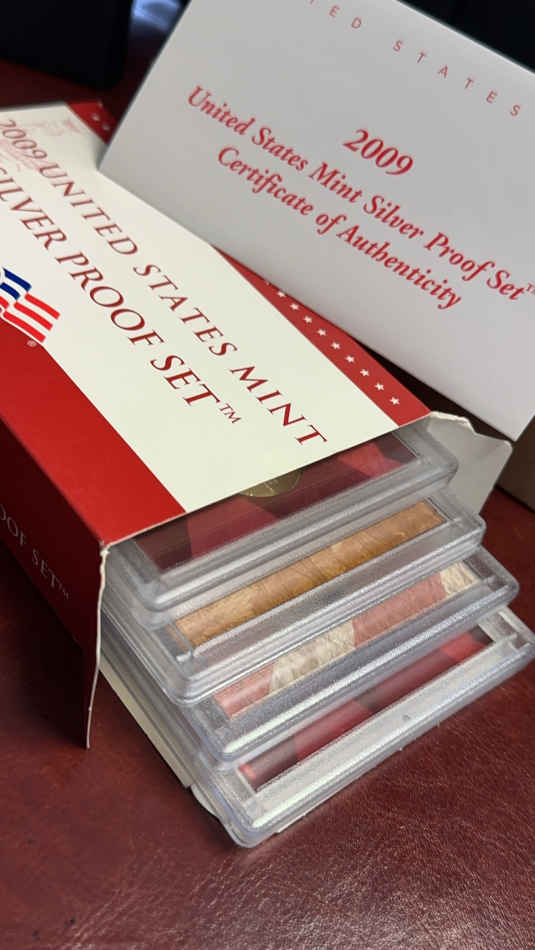 ITED STATES
2009
United States Mint Silver Proof Set™
Certificate of Authenticity
2009 UNITED STATES MINT
SILVER PROOF SET™
®
OOF SET™